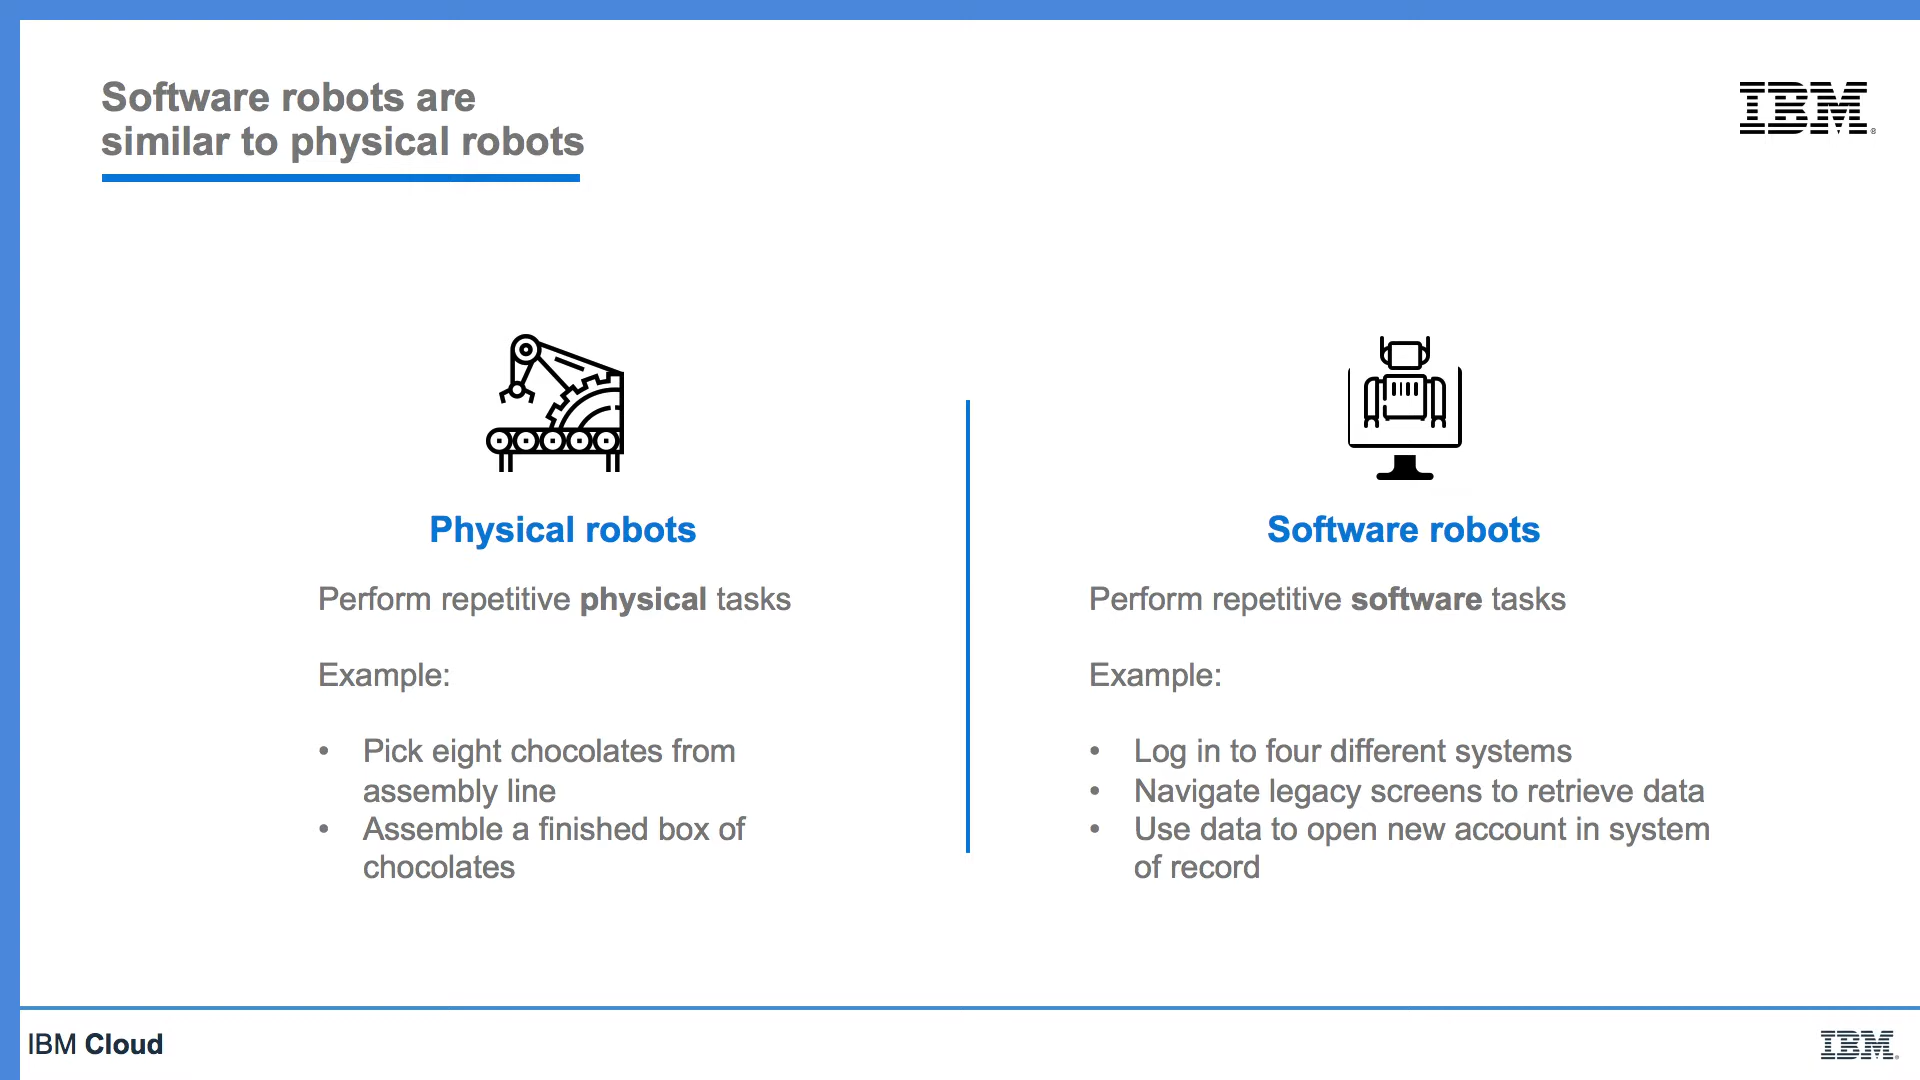 Software robots are
similar to physical robots
IBM
Physical robots
Perform repetitive physical tasks
Example:
• Pick eight chocolates from
assembly line
• Assemble a finished box of
chocolates
Software robots
Perform repetitive software tasks
Example:
• Log in to four different systems
• Navigate legacy screens to retrieve data
• Use data to open new account in system
of record
IBM Cloud
IBM